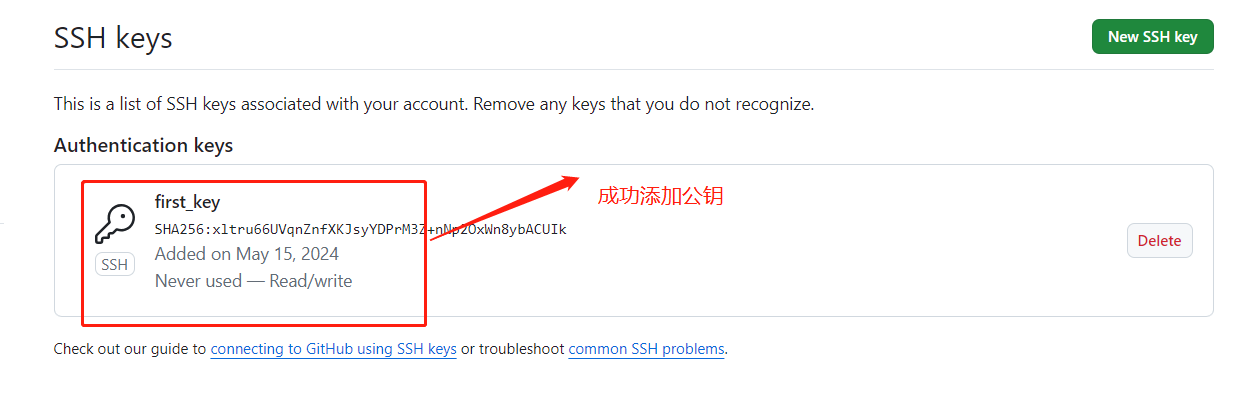 SSH keys
New SSH key
This is a list of SSH keys associated with your account. Remove any keys that you do not recognize.
Authentication keys
first_key
成功添加公钥
SHA256:xltru66UVqnZnfXKJsyYDPrM3Z+nNp2OxWn8ybACUIk
Added on May 15, 2024
Delete
SSH
Never used — Read/write
Check out our guide to connecting to GitHub using SSH keys or troubleshoot common SSH problems.